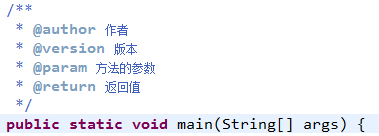 /**
 * @author 作者
 * @version 版本
 * @param 方法的参数
 * @return 返回值
 */
public static void main(String[] args) {